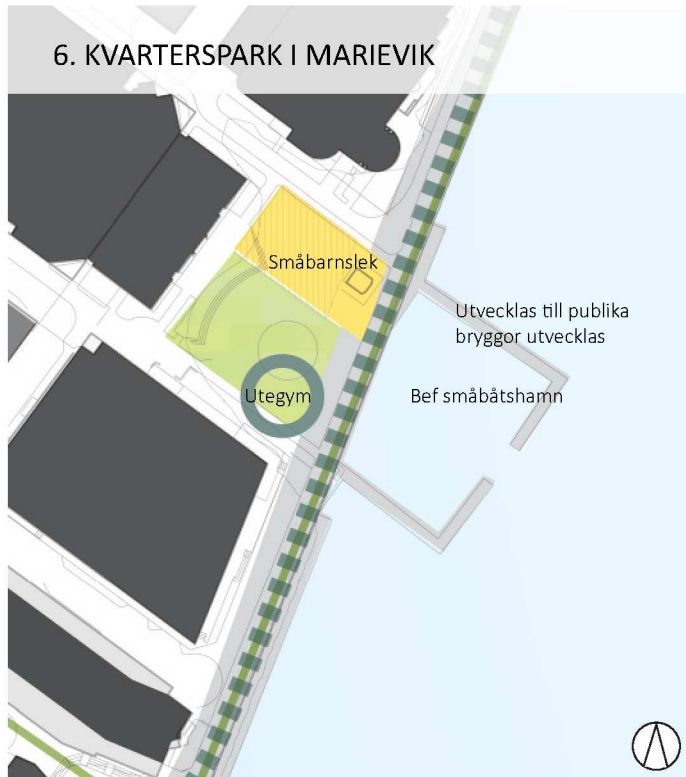 6. KVARTERSPARK I MARIEVIK
Småbarnslek
Utvecklas till publika
bryggor utvecklas
Utegym
Bef småbåtshamn